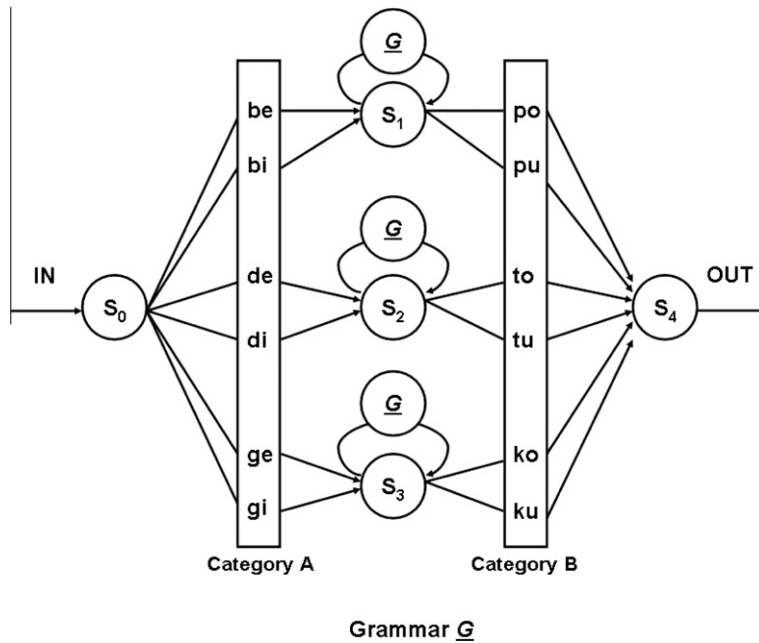 G
be
S1
po
bi
pu
G
IN
de
to
OUT
S0
S2
S4
di
tu
G
ge
ko
S3
gi
ku
Category A
Category B
Grammar G